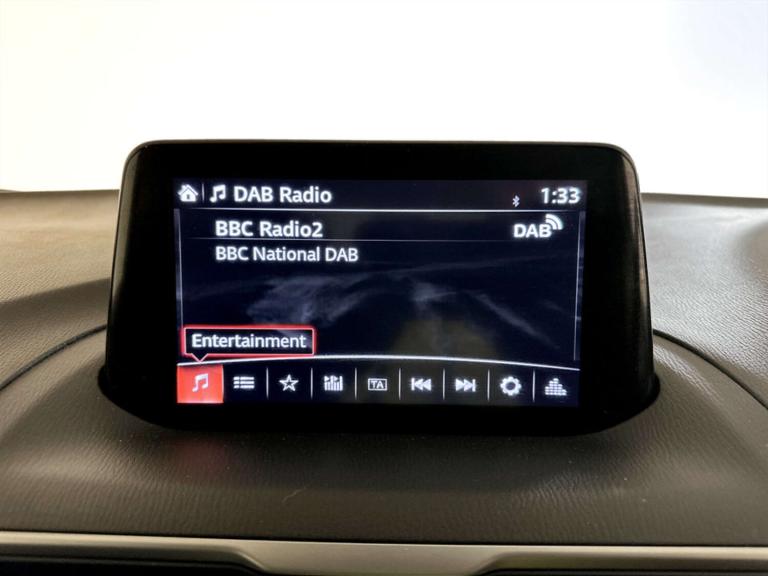 DAB Radio 1:33
BBC Radio2 DAB
BBC National DAB
Entertainment
TA